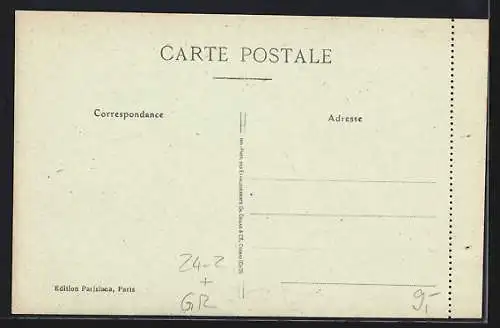 CARTE POSTALE
Correspondance
Adresse
24-2
+
GR
9,-
Edition Parisiana, Paris